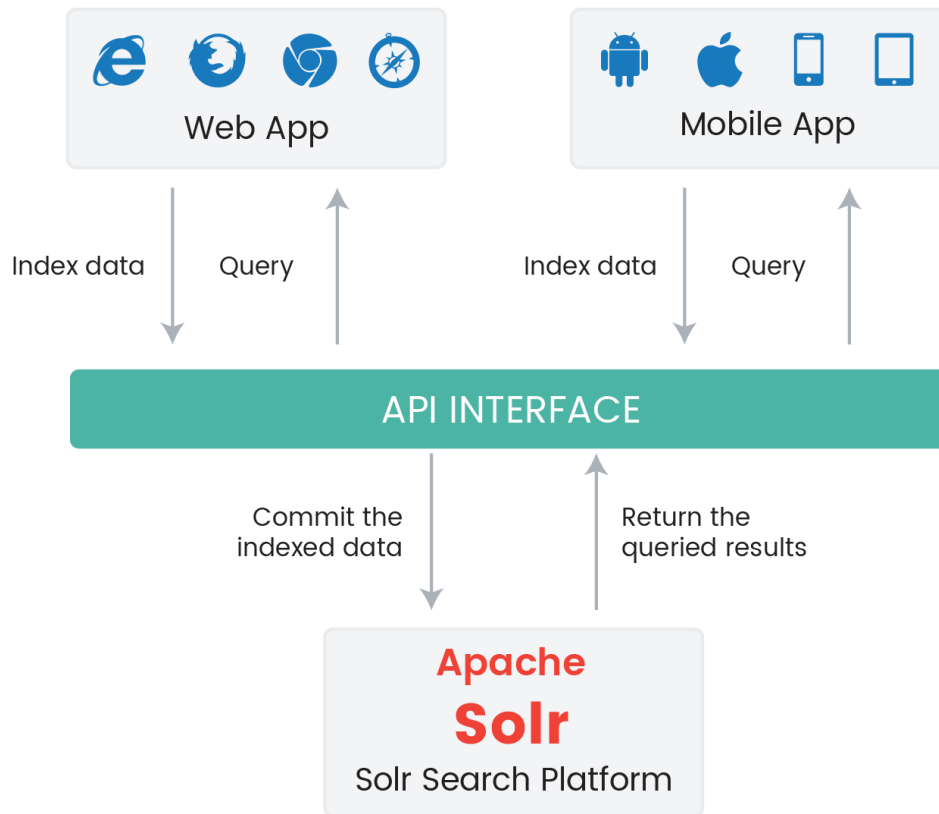 Web App
Mobile App
Index data
Query
Index data
Query
API INTERFACE
Commit the
indexed data
Return the
queried results
Apache
Solr
Solr Search Platform